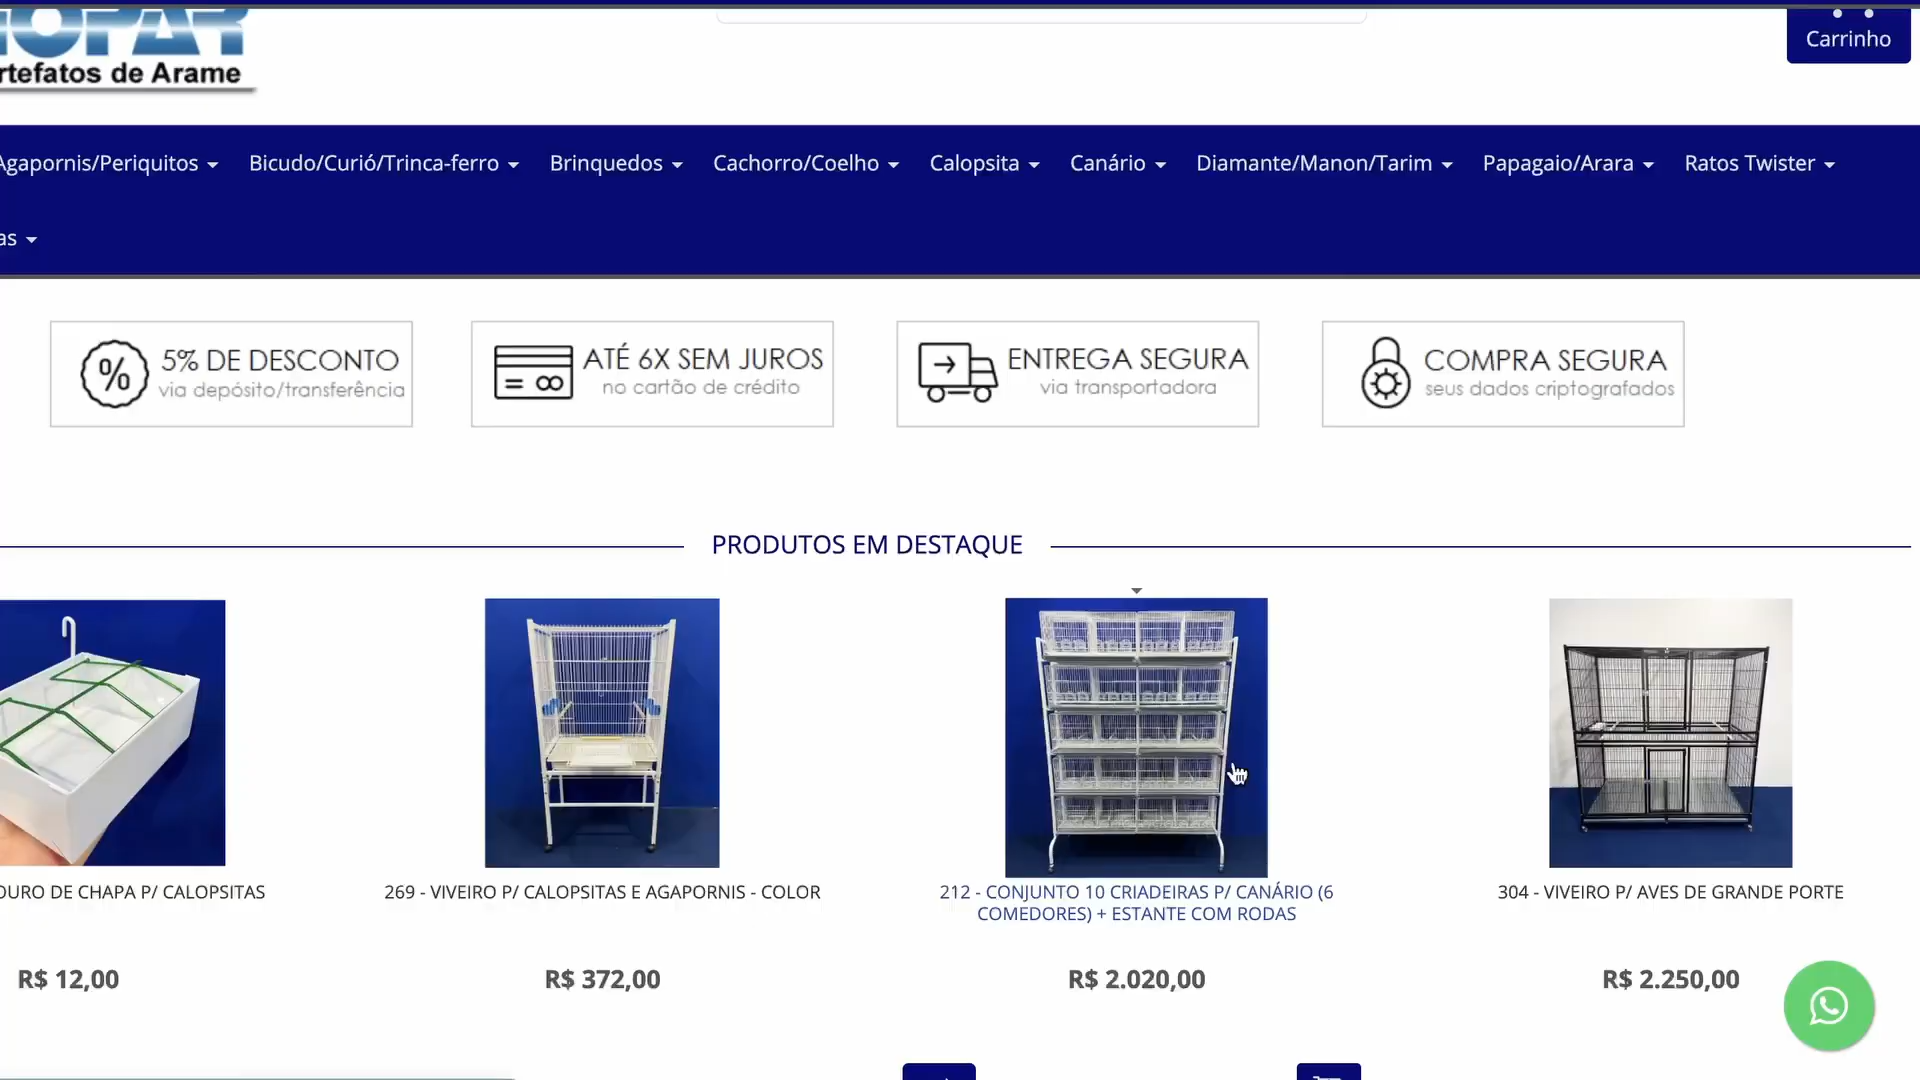 rtefatos de Arame
Carrinho
Agapornis/Periquitos
Bicudo/Curió/Trinca-ferro
Brinquedos
Cachorro/Coelho
Calopsita
Canário
Diamante/Manon/Tarim
Papagaio/Arara
Ratos Twister
as
5% DE DESCONTO
via depósito/transferência
ATÉ 6X SEM JUROS
no cartão de crédito
ENTREGA SEGURA
via transportadora
COMPRA SEGURA
seus dados criptografados
PRODUTOS EM DESTAQUE
OURO DE CHAPA P/ CALOPSITAS
R$ 12,00
269 - VIVEIRO P/ CALOPSITAS E AGAPORNIS - COLOR
R$ 372,00
212 - CONJUNTO 10 CRIADEIRAS P/ CANÁRIO (6
COMEDORES) + ESTANTE COM RODAS
R$ 2.020,00
304 - VIVEIRO P/ AVES DE GRANDE PORTE
R$ 2.250,00